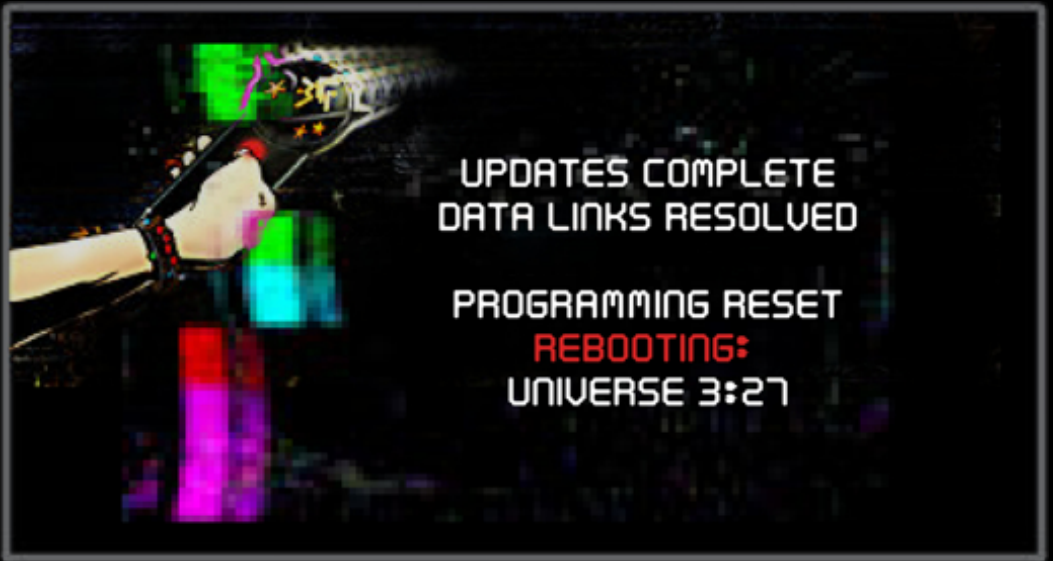 UPDATES COMPLETE
DATA LINKS RESOLVED
PROGRAMMING RESET
REBOOTING:
UNIVERSE 3:27